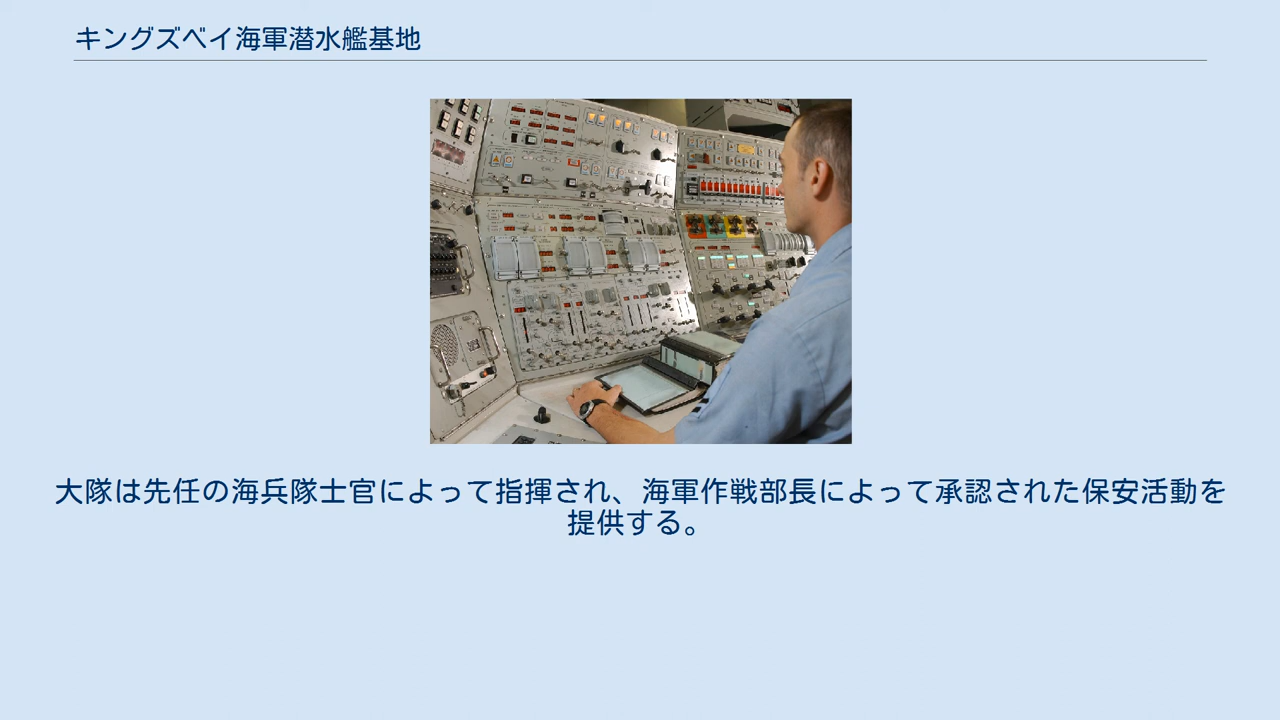 キングズベイ海軍潜水艦基地
大隊は先任の海兵隊士官によって指揮され、海軍作戦部長によって承認された保安活動を
提供する。